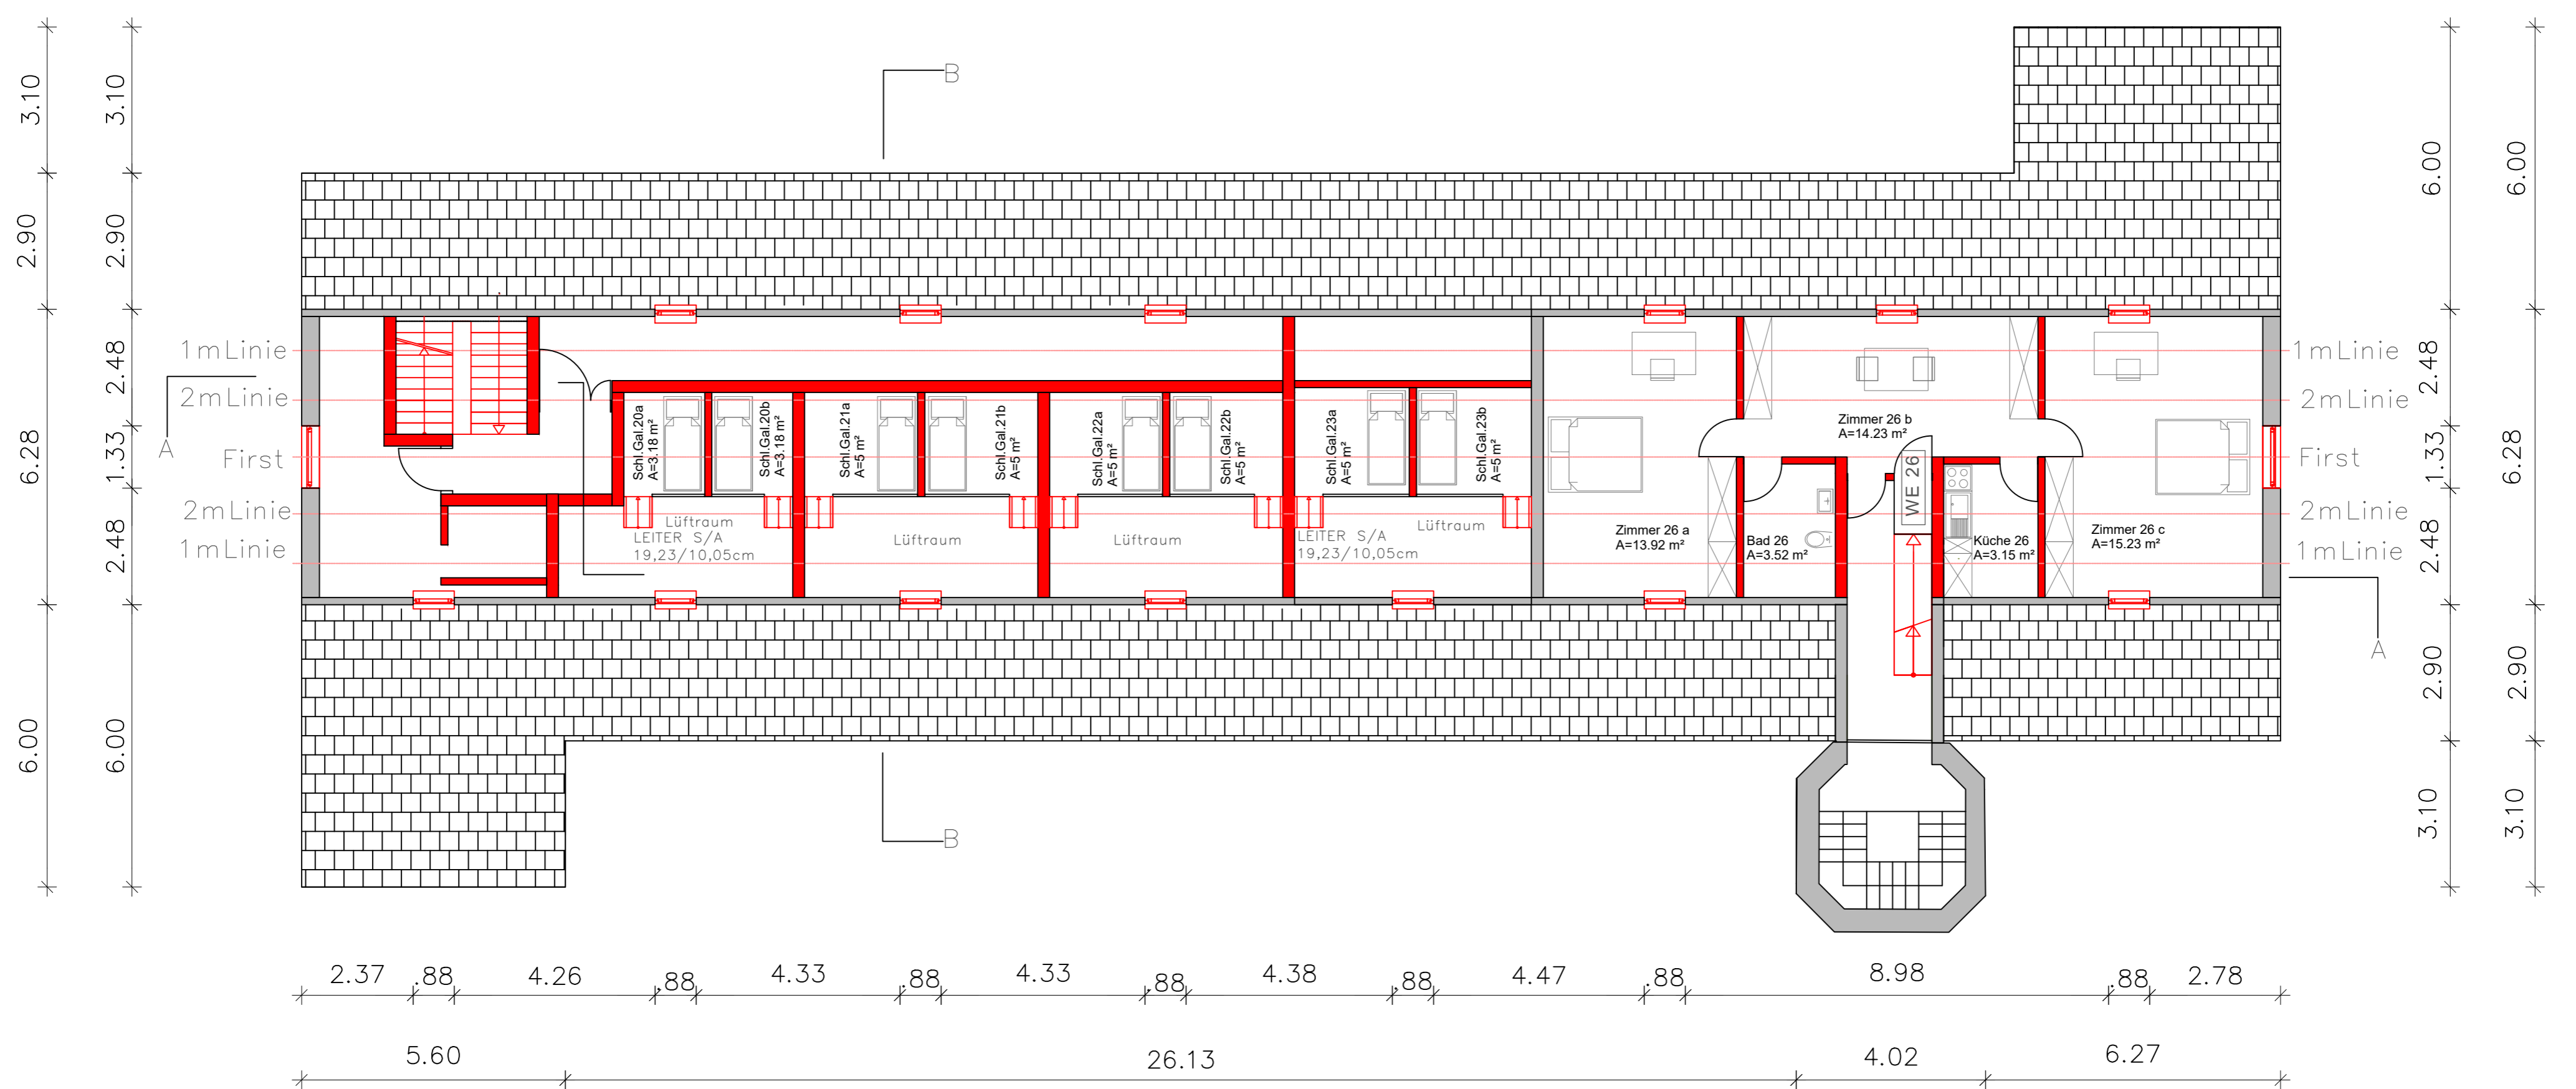 B
3.10
3.10
2.90
2.90
2.48
6.28
1.33
2.48
6.00
6.00
1mLinie
2mLinie
A
First
2mLinie
1mLinie
Schl.Gal.20a
A=3.18 m²
Schl.Gal.20b
A=3.18 m²
Schl.Gal.21a
A=5 m²
Schl.Gal.21b
A=5 m²
Schl.Gal.22a
A=5 m²
Schl.Gal.22b
A=5 m²
Schl.Gal.23a
A=5 m²
Schl.Gal.23b
A=5 m²
Lüftraum
LEITER S/A
19,23/10,05cm
Lüftraum
Lüftraum
Lüftraum
LEITER S/A
19,23/10,05cm
Zimmer 26 a
A=13.92 m²
Zimmer 26 b
A=14.23 m²
WE 26
Bad 26
A=3.52 m²
Küche 26
A=3.15 m²
Zimmer 26 c
A=15.23 m²
1mLinie
2mLinie
First
2mLinie
1mLinie
A
6.00
6.00
2.48
1.33
6.28
2.48
2.90
2.90
3.10
3.10
B
2.37 .88 4.26 .88 4.33 .88 4.33 .88 4.38 .88 4.47 .88 8.98 .88 2.78
5.60 26.13 4.02 6.27